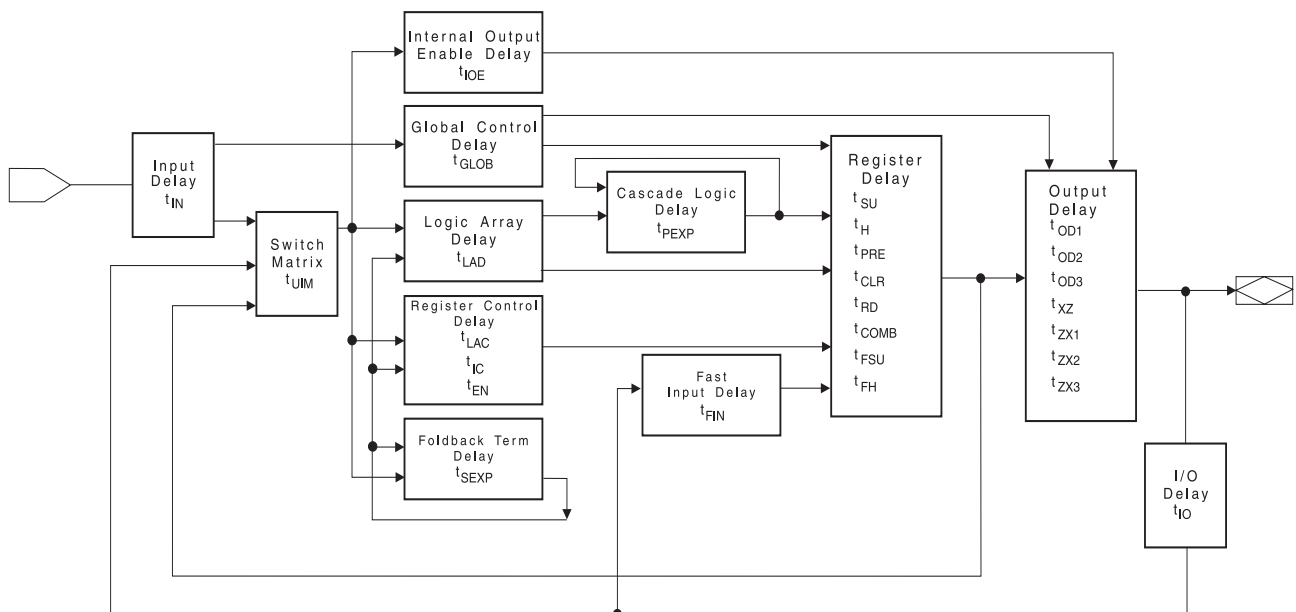 Internal Output
Enable Delay
tIOE
Global Control
Delay
tGLOB
Input
Delay
tIN
Switch
Matrix
tUIM
Logic Array
Delay
tLAD
Cascade Logic
Delay
tPEXP
Register Control
Delay
tLAC
tIC
tEN
Foldback Term
Delay
tSEXP
Fast
Input Delay
tFIN
Register
Delay
tSU
tH
tPRE
tCLR
tRD
tCOMB
tFSU
tFH
Output
Delay
tOD1
tOD2
tOD3
tXZ
tZX1
tZX2
tZX3
I/O
Delay
tIO